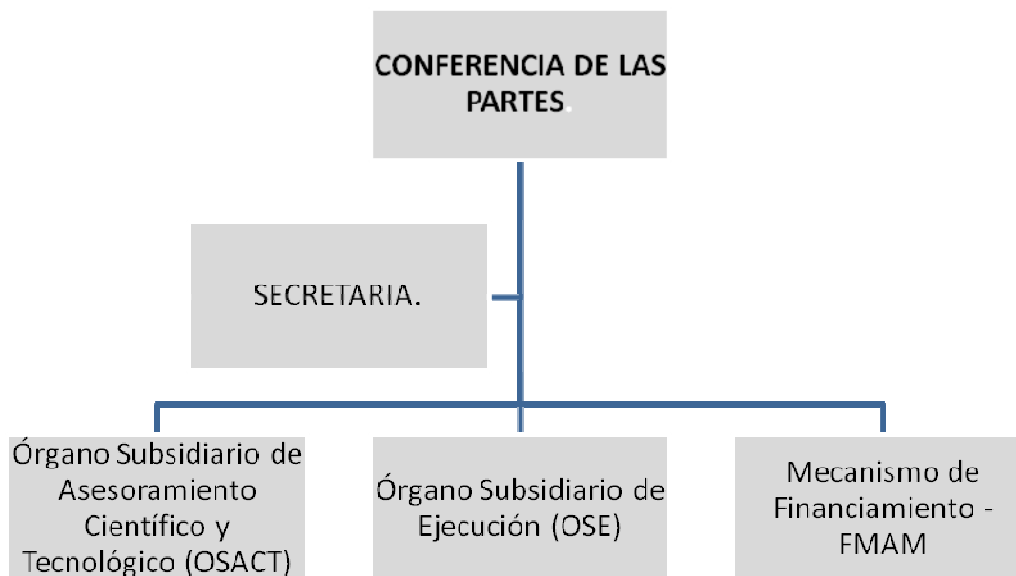 CONFERENCIA DE LAS
PARTES.
SECRETARIA.
Órgano Subsidiario de
Asesoramiento
Científico y
Tecnológico (OSACT)
Órgano Subsidiario de
Ejecución (OSE)
Mecanismo de
Financiamiento -
FMAM